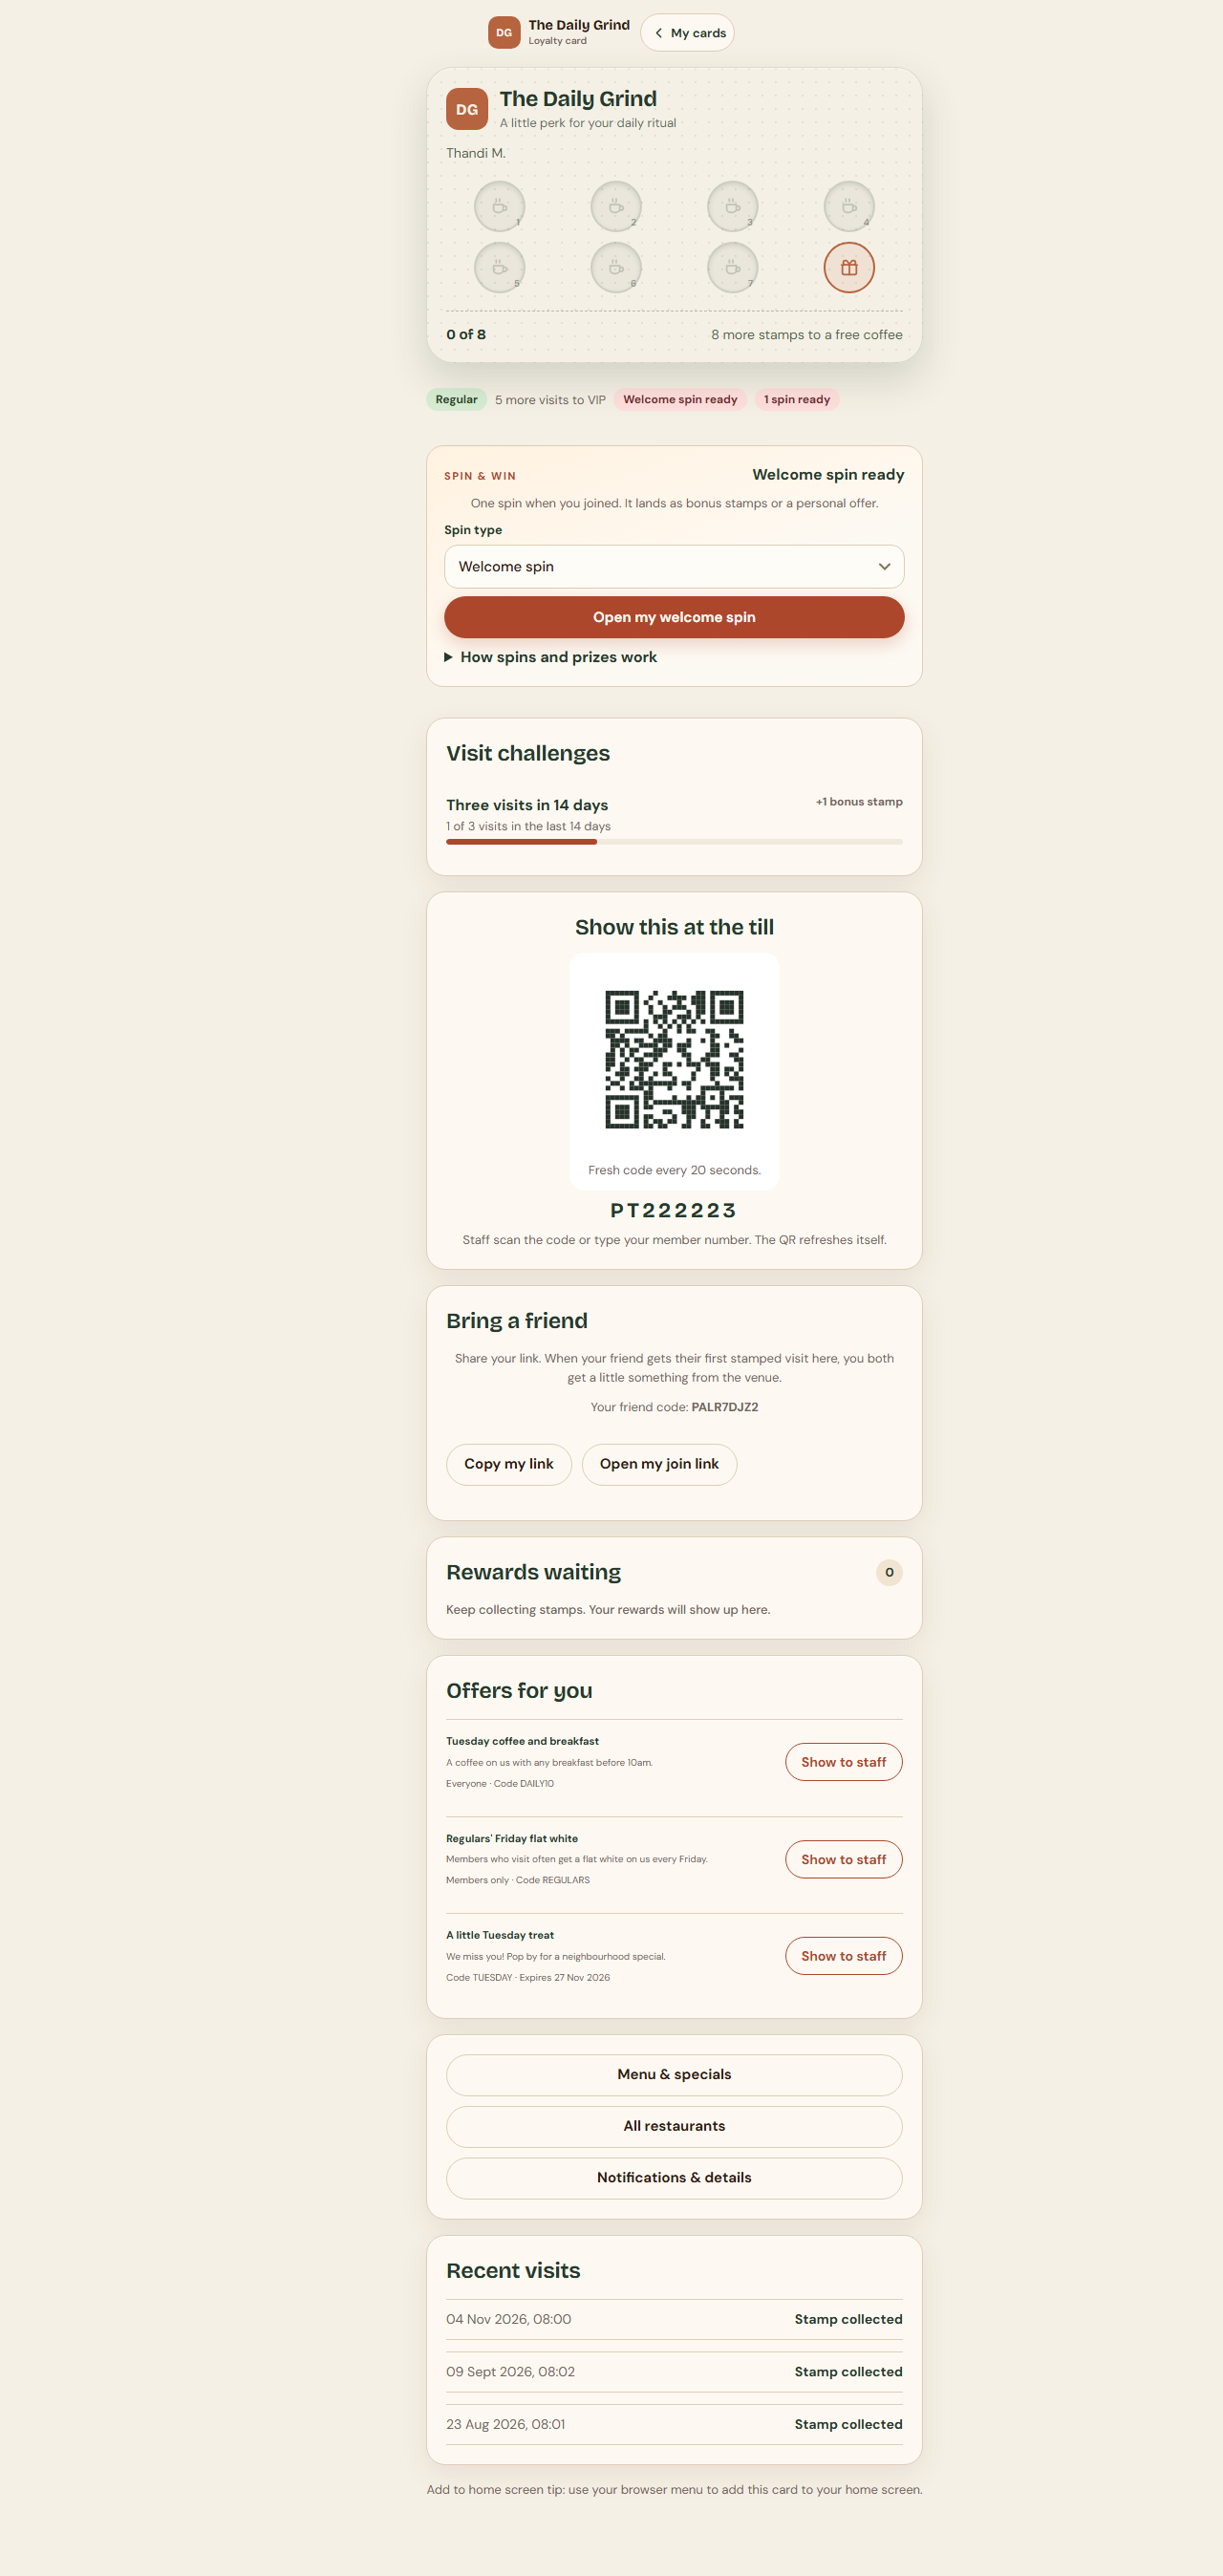 DG
The Daily Grind
Loyalty card
My cards
DG
The Daily Grind
A little perk for your daily ritual
Thandi M.
1
2
3
4
5
6
7
0 of 8
8 more stamps to a free coffee
Regular
5 more visits to VIP
Welcome spin ready
1 spin ready
SPIN & WIN
Welcome spin ready
One spin when you joined. It lands as bonus stamps or a personal offer.
Spin type
Welcome spin
Open my welcome spin
How spins and prizes work
Visit challenges
Three visits in 14 days
+1 bonus stamp
1 of 3 visits in the last 14 days
Show this at the till
Fresh code every 20 seconds.
PT222223
Staff scan the code or type your member number. The QR refreshes itself.
Bring a friend
Share your link. When your friend gets their first stamped visit here, you both
get a little something from the venue.
Your friend code: PALR7DJZ2
Copy my link
Open my join link
Rewards waiting
0
Keep collecting stamps. Your rewards will show up here.
Offers for you
Tuesday coffee and breakfast
A coffee on us with any breakfast before 10am.
Everyone · Code DAILY10
Show to staff
Regulars' Friday flat white
Members who visit often get a flat white on us every Friday.
Members only · Code REGULARS
Show to staff
A little Tuesday treat
We miss you! Pop by for a neighbourhood special.
Code TUESDAY · Expires 27 Nov 2026
Show to staff
Menu & specials
All restaurants
Notifications & details
Recent visits
04 Nov 2026, 08:00
Stamp collected
09 Sept 2026, 08:02
Stamp collected
23 Aug 2026, 08:01
Stamp collected
Add to home screen tip: use your browser menu to add this card to your home screen.